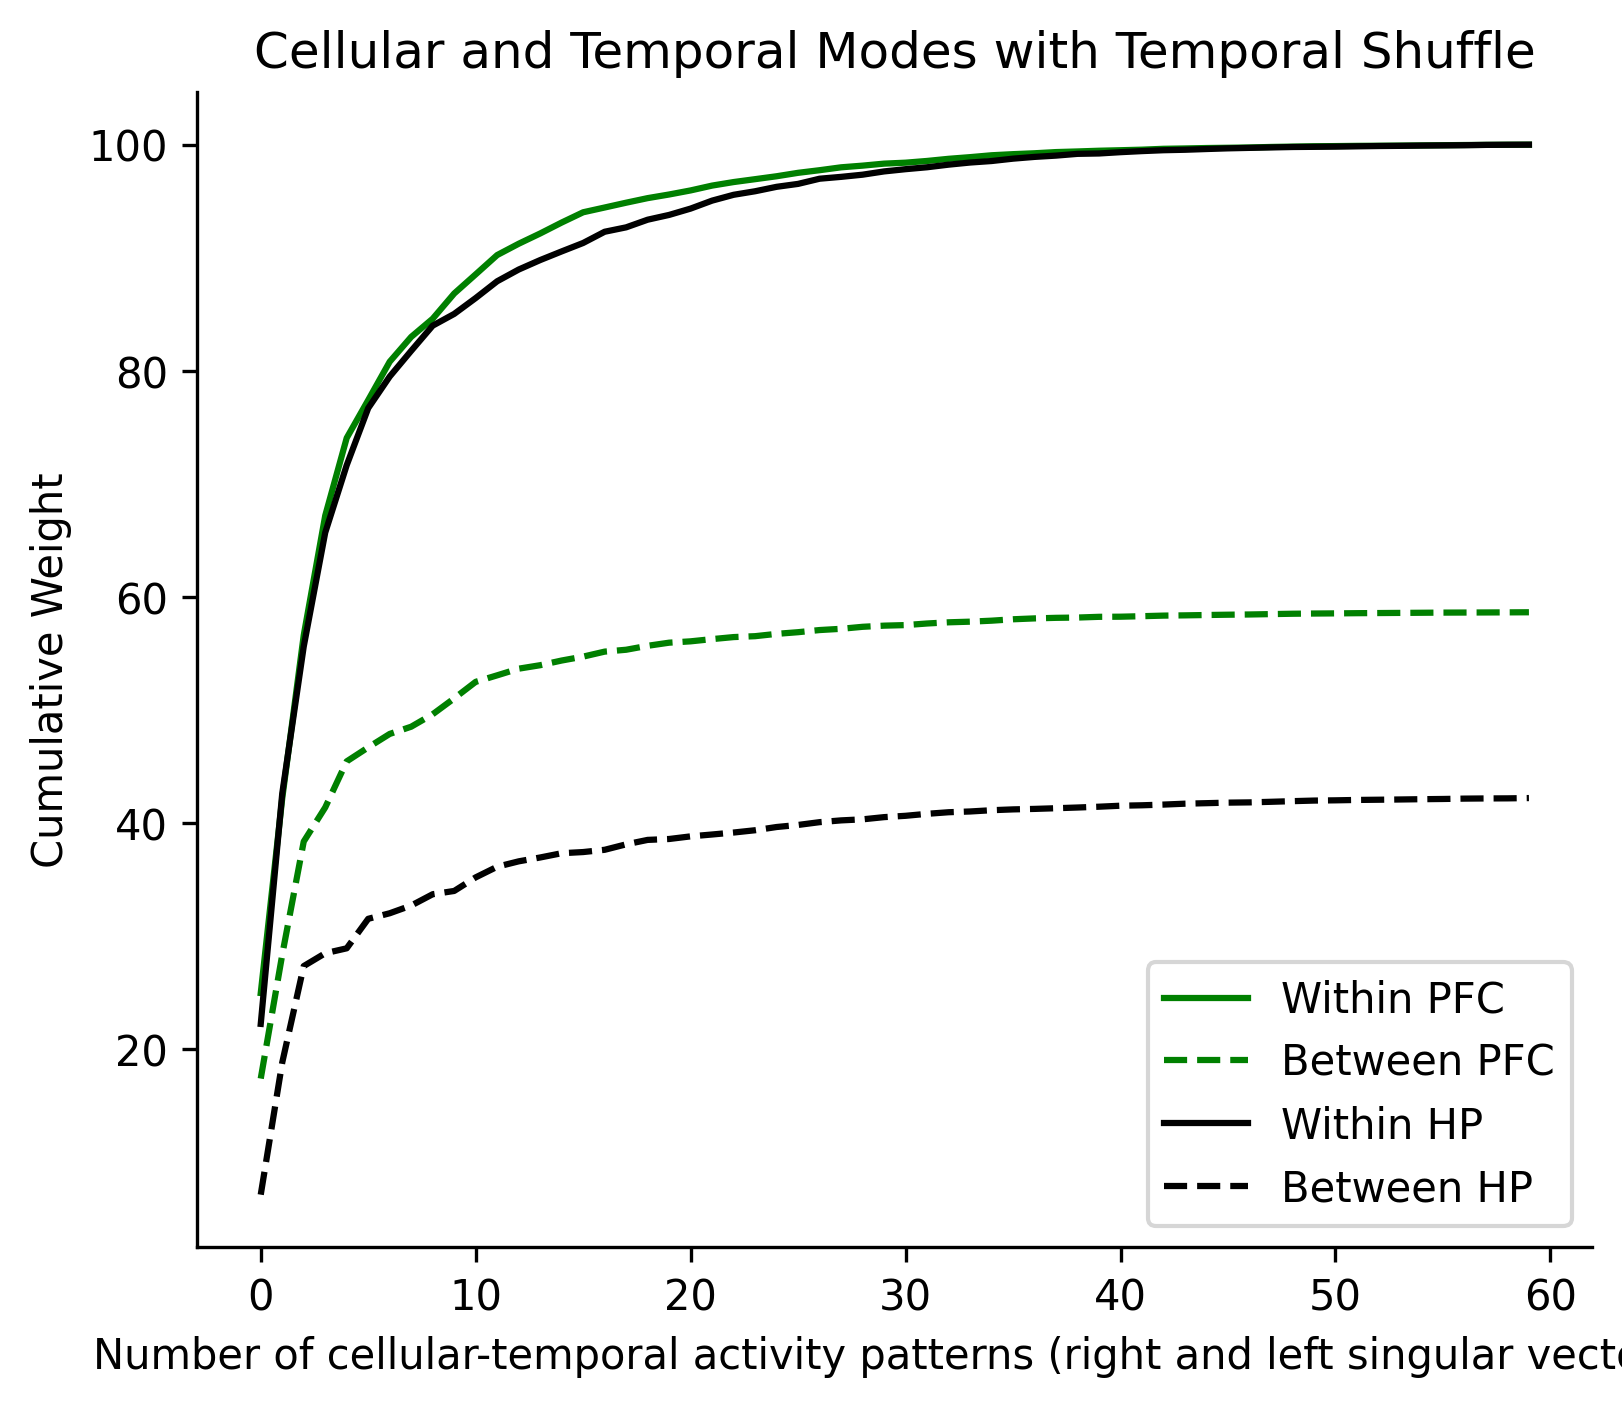 Cellular and Temporal Modes with Temporal Shuffle
Cumulative Weight
100
80
60
40
20
Within PFC
Between PFC
Within HP
Between HP
0 10 20 30 40 50 60
Number of cellular-temporal activity patterns (right and left singular